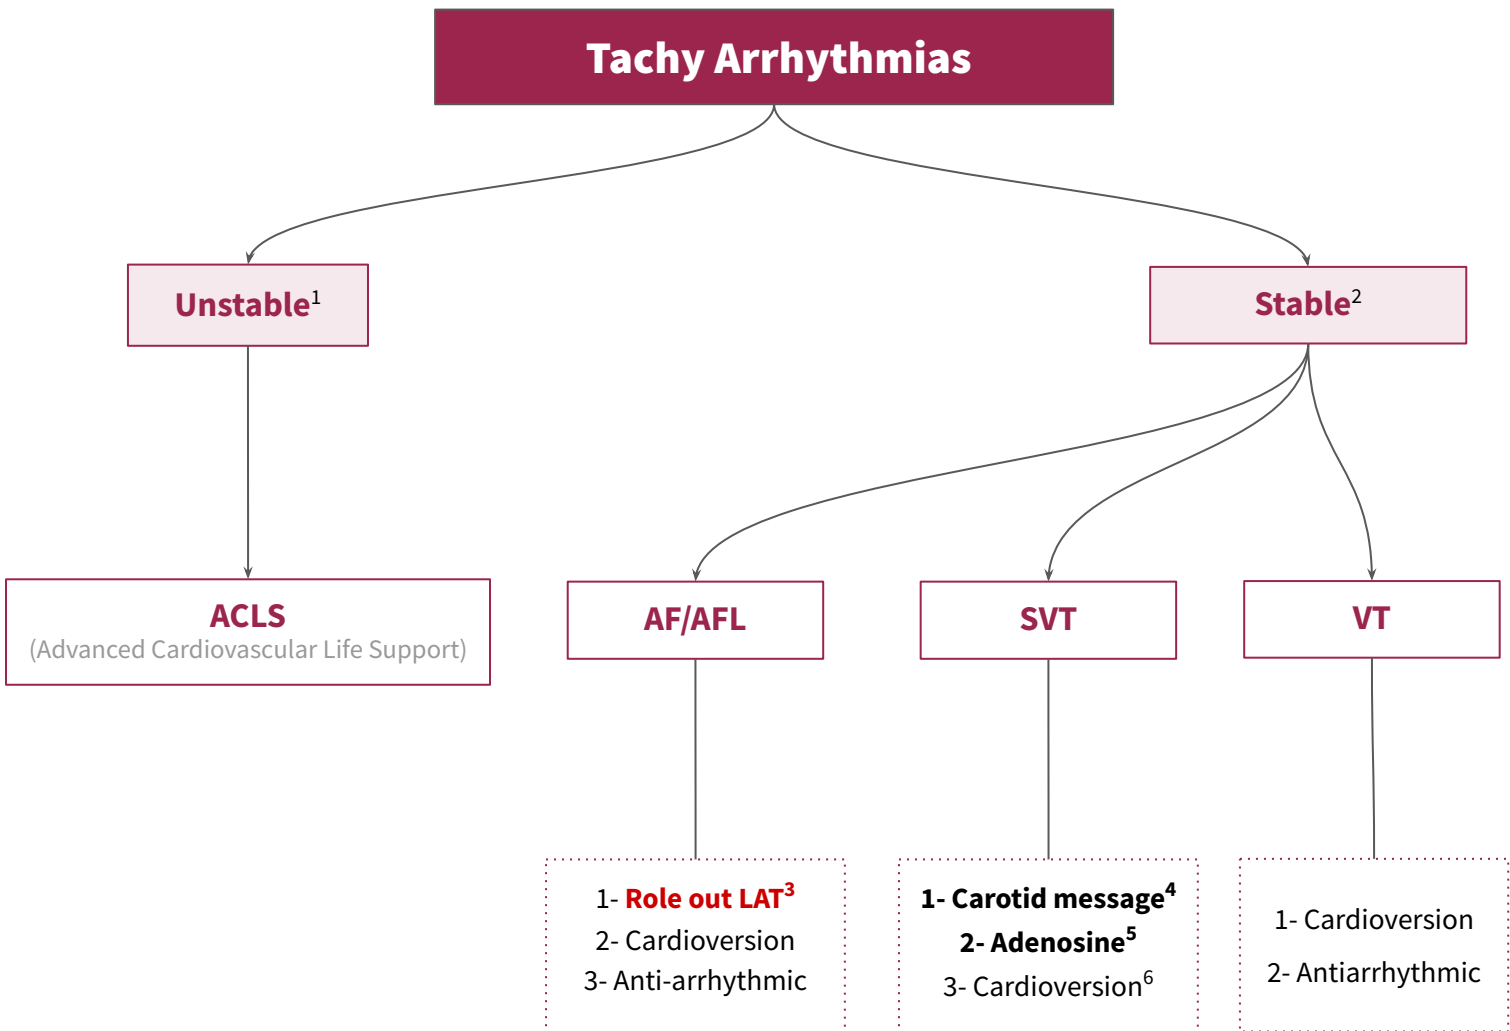 Tachy Arrhythmias
Unstable¹
Stable²
ACLS
(Advanced Cardiovascular Life Support)
AF/AFL
SVT
VT
1- Role out LAT³
2- Cardioversion
3- Anti-arrhythmic
1- Carotid message⁴
2- Adenosine⁵
3- Cardioversion⁶
1- Cardioversion
2- Antiarrhythmic